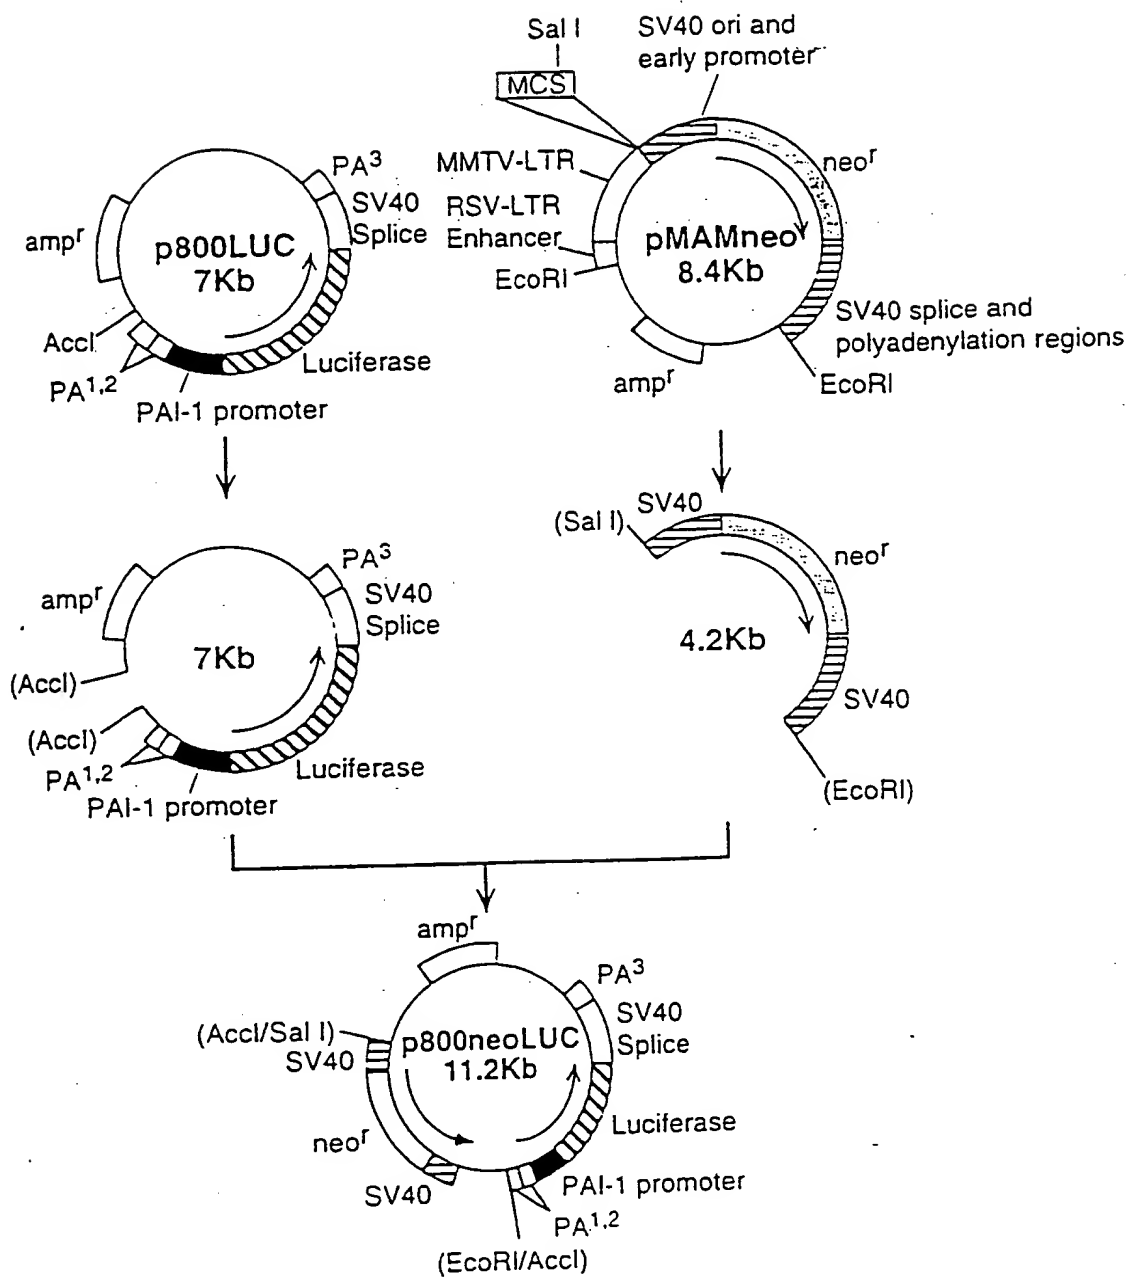 Sal I
SV40 ori and
early promoter
MCS
PA3
SV40
Splice
ampr
p800LUC
7Kb
AccI
PA1,2
PAI-1 promoter
Luciferase
MMTV-LTR
RSV-LTR
Enhancer
EcoRI
neor
pMAMneo
8.4Kb
SV40 splice and
polyadenylation regions
EcoRI
ampr
PA3
SV40
Splice
ampr
7Kb
(AccI)
(AccI)
PA1,2
PAI-1 promoter
Luciferase
SV40
(Sal I)
neor
4.2Kb
SV40
(EcoRI)
ampr
PA3
SV40
Splice
(AccI/Sal I)
SV40
p800neoLUC
11.2Kb
Luciferase
neor
SV40
PAI-1 promoter
PA1,2
(EcoRI/AccI)